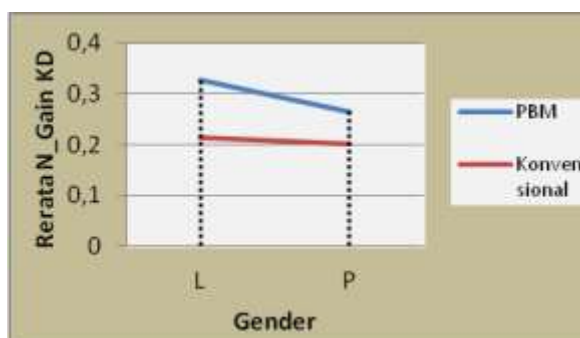 0,4
0,3
0,2
0,1
0
Rerata N_Gain KD
L
P
Gender
PBM
Konven
sional